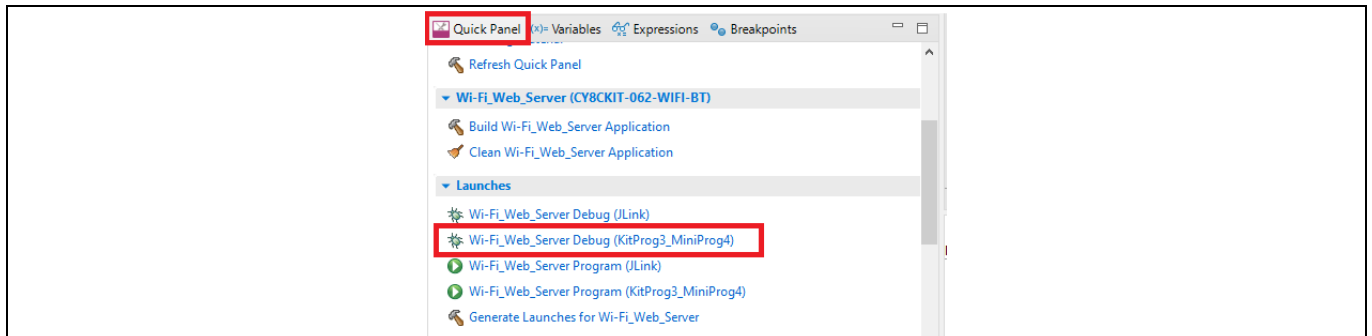 Quick Panel (x)= Variables Expressions Breakpoints
Refresh Quick Panel
Wi-Fi_Web_Server (CY8CKIT-062-WIFI-BT)
Build Wi-Fi_Web_Server Application
Clean Wi-Fi_Web_Server Application
Launches
Wi-Fi_Web_Server Debug (JLink)
Wi-Fi_Web_Server Debug (KitProg3_MiniProg4)
Wi-Fi_Web_Server Program (JLink)
Wi-Fi_Web_Server Program (KitProg3_MiniProg4)
Generate Launches for Wi-Fi_Web_Server